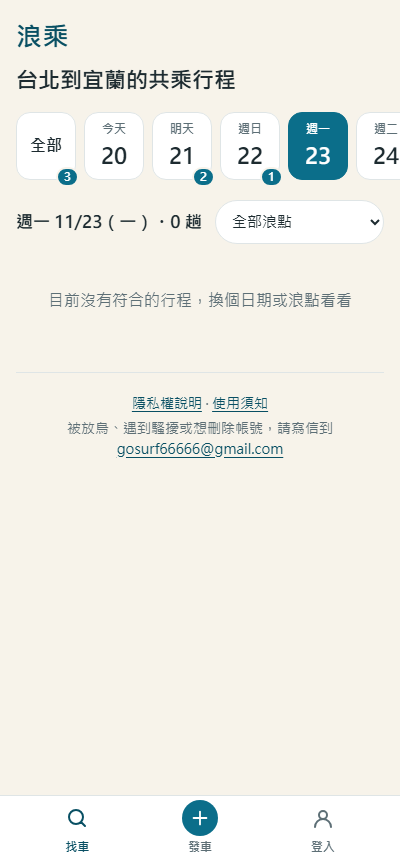 浪乘
台北到宜蘭的共乘行程
全部 3
今天 20
明天 21 2
週日 22 1
週一 23
週二 24
週一 11/23（一）· 0 趟
全部浪點
目前沒有符合的行程，換個日期或浪點看看
隱私權說明 · 使用須知
被放鳥、遇到騷擾或想刪除帳號，請寫信到
gosurf66666@gmail.com
找車
發車
登入